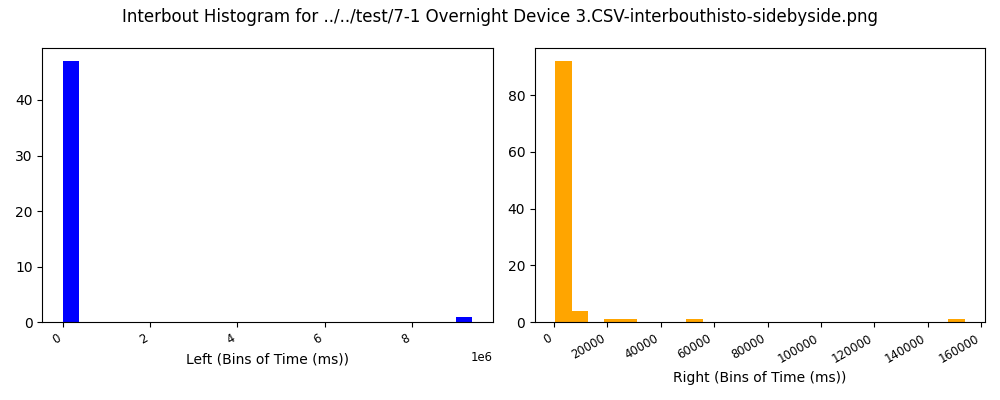 Interbout Histogram for ../../test/7-1 Overnight Device 3.CSV-interbouthisto-sidebyside.png
40
30
20
10
0
0 2 4 6 8
1e6
Left (Bins of Time (ms))
80
60
40
20
0
0 20000 40000 60000 80000 100000 120000 140000 160000
Right (Bins of Time (ms))